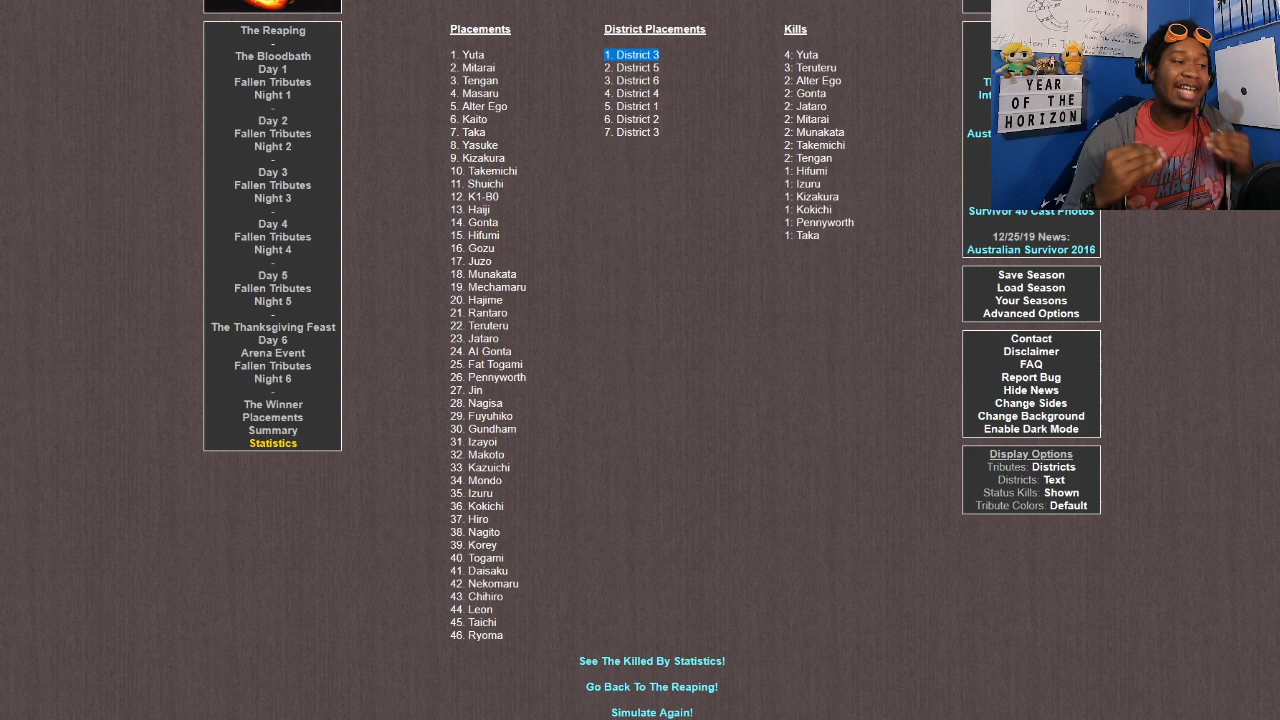 The Reaping
-
The Bloodbath
Day 1
Fallen Tributes
Night 1
-
Day 2
Fallen Tributes
Night 2
-
Day 3
Fallen Tributes
Night 3
-
Day 4
Fallen Tributes
Night 4
-
Day 5
Fallen Tributes
Night 5
-
The Thanksgiving Feast
Day 6
Arena Event
Fallen Tributes
Night 6
-
The Winner
Placements
Summary
Statistics
Placements
1. Yuta
2. Mitarai
3. Tengan
4. Masaru
5. Alter Ego
6. Kaito
7. Taka
8. Yasuke
9. Kizakura
10. Takemichi
11. Shuichi
12. K1-B0
13. Haiji
14. Gonta
15. Hifumi
16. Gozu
17. Juzo
18. Munakata
19. Mechamaru
20. Hajime
21. Rantaro
22. Teruteru
23. Jataro
24. AI Gonta
25. Fat Togami
26. Pennyworth
27. Jin
28. Nagisa
29. Fuyuhiko
30. Gundham
31. Izayoi
32. Makoto
33. Kazuichi
34. Mondo
35. Izuru
36. Kokichi
37. Hiro
38. Nagito
39. Korey
40. Togami
41. Daisaku
42. Nekomaru
43. Chihiro
44. Leon
45. Taichi
46. Ryoma
District Placements
1. District 3
2. District 5
3. District 6
4. District 4
5. District 1
6. District 2
7. District 3
Kills
4: Yuta
3: Teruteru
2: Alter Ego
2: Gonta
2: Jataro
2: Mitarai
2: Munakata
2: Takemichi
2: Tengan
1: Hifumi
1: Izuru
1: Kizakura
1: Kokichi
1: Pennyworth
1: Taka
See The Killed By Statistics!
Go Back To The Reaping!
Simulate Again!
YEAR
OF THE
HORIZON
Survivor 40 Cast Photos
12/25/19 News:
Australian Survivor 2016
Save Season
Load Season
Your Seasons
Advanced Options
Contact
Disclaimer
FAQ
Report Bug
Hide News
Change Sides
Change Background
Enable Dark Mode
Display Options
Tributes: Districts
Districts: Text
Status Kills: Shown
Tribute Colors: Default